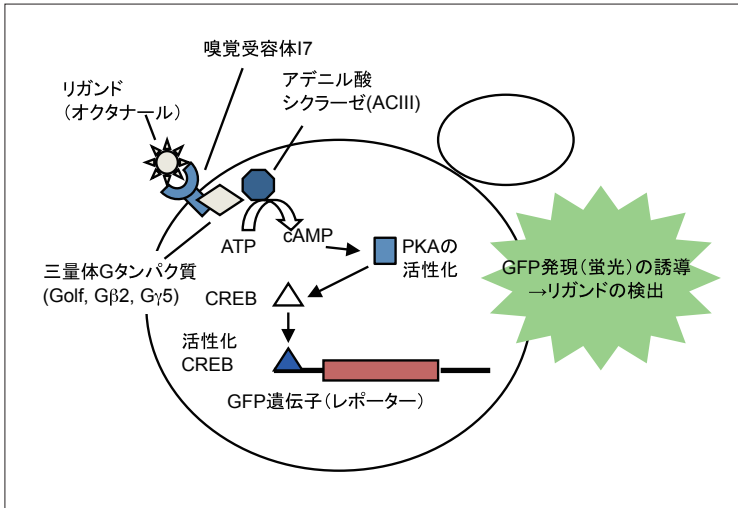 嗅覚受容体I7
リガンド
（オクタナール）
アデニル酸
シクラーゼ(ACIII)
ATP
cAMP
PKAの
活性化
三量体Gタンパク質
(Golf, Gβ2, Gγ5)
CREB
活性化
CREB
GFP遺伝子（レポーター）
GFP発現（蛍光）の誘導
→リガンドの検出